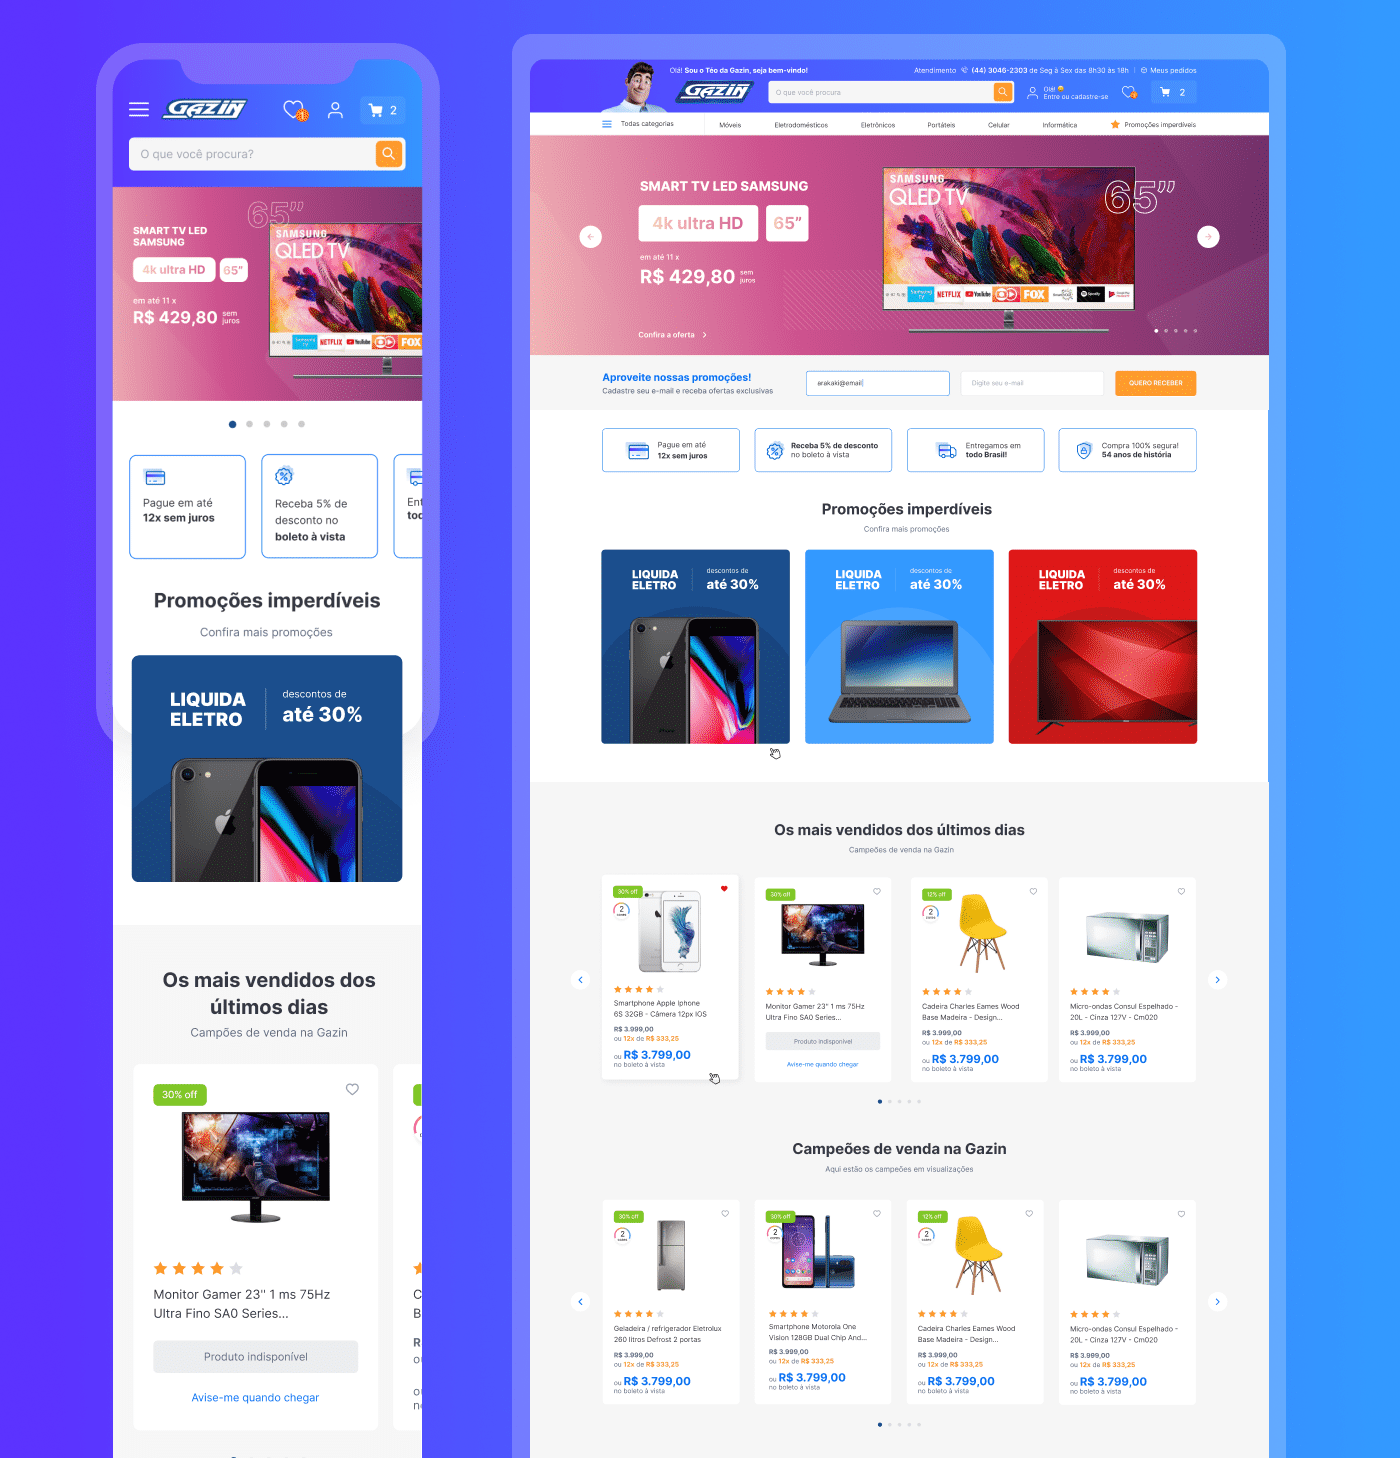 GAZIN
2
O que você procura?
65"
SMART TV LED
SAMSUNG
4k ultra HD
65"
em até 11 x
R$ 429,80
sem
juros
SAMSUNG
QLED TV
Samsung TV
NETFLIX
YouTube
FOX
Pague em até
12x sem juros
Receba 5% de
desconto no
boleto à vista
Ent
tod
Promoções imperdíveis
Confira mais promoções
LIQUIDA
ELETRO
descontos de
até 30%
Os mais vendidos dos
últimos dias
Campões de venda na Gazin
30% off
Monitor Gamer 23" 1 ms 75Hz
Ultra Fino SA0 Series...
Produto indisponível
Avise-me quando chegar
C
B
R
ou
ou
no
Olá! Sou o Téo da Gazin, seja bem-vindo!
Atendimento (44) 3046-2303 de Seg à Sex das 8h30 às 18h
Meus pedidos
GAZIN
O que você procura
Olá!
Entre ou cadastre-se
2
Todas categorias
Móveis
Eletrodomésticos
Eletrônicos
Portáteis
Celular
Informática
Promoções imperdíveis
SMART TV LED SAMSUNG
4k ultra HD
65"
em até 11 x
R$ 429,80
sem
juros
Confira a oferta
SAMSUNG
QLED TV
65"
Samsung TV
NETFLIX
YouTube
FOX
Spotify
Aproveite nossas promoções!
Cadastre seu e-mail e receba ofertas exclusivas
arakaki@email
Digite seu e-mail
QUERO RECEBER
Pague em até
12x sem juros
Receba 5% de desconto
no boleto à vista
Entregamos em
todo Brasil!
Compra 100% segura!
54 anos de história
Promoções imperdíveis
Confira mais promoções
LIQUIDA
ELETRO
descontos de
até 30%
LIQUIDA
ELETRO
descontos de
até 30%
LIQUIDA
ELETRO
descontos de
até 30%
Os mais vendidos dos últimos dias
Campeões de venda na Gazin
30% off
2
cores
Smartphone Apple Iphone
6S 32GB - Câmera 12px iOS
R$ 3.999,00
ou 12x de R$ 333,25
ou R$ 3.799,00
no boleto à vista
30% off
Monitor Gamer 23" 1 ms 75Hz
Ultra Fino SA0 Series...
Produto indisponível
Avise-me quando chegar
12% off
2
cores
Cadeira Charles Eames Wood
Base Madeira - Design...
R$ 3.999,00
ou 12x de R$ 333,25
ou R$ 3.799,00
no boleto à vista
Micro-ondas Consul Espelhado -
20L - Cinza 127V - Cm020
R$ 3.999,00
ou 12x de R$ 333,25
ou R$ 3.799,00
no boleto à vista
Campeões de venda na Gazin
Aqui estão os campeões em visualizações
30% off
2
cores
Geladeira / refrigerador Eletrolux
260 litros Defrost 2 portas
R$ 3.999,00
ou 12x de R$ 333,25
ou R$ 3.799,00
no boleto à vista
30% off
2
cores
Smartphone Motorola One
Vision 128GB Dual Chip And...
R$ 3.999,00
ou 12x de R$ 333,25
ou R$ 3.799,00
no boleto à vista
12% off
2
cores
Cadeira Charles Eames Wood
Base Madeira - Design...
R$ 3.999,00
ou 12x de R$ 333,25
ou R$ 3.799,00
no boleto à vista
Micro-ondas Consul Espelhado -
20L - Cinza 127V - Cm020
R$ 3.999,00
ou 12x de R$ 333,25
ou R$ 3.799,00
no boleto à vista